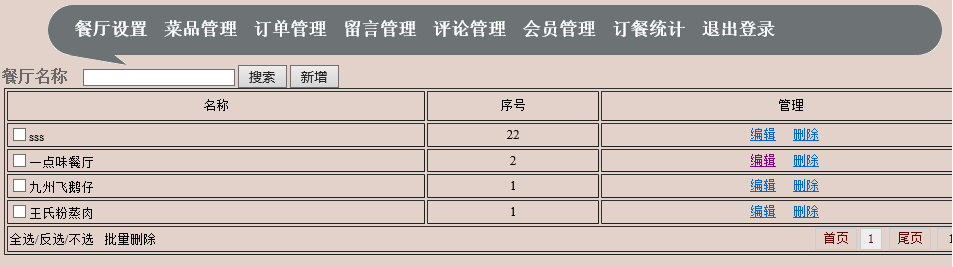 餐厅设置 菜品管理 订单管理 留言管理 评论管理 会员管理 订餐统计 退出登录
餐厅名称 搜索 新增
名称 序号 管理
sss 22 编辑 删除
一点味餐厅 2 编辑 删除
九州飞鹅仔 1 编辑 删除
王氏粉蒸肉 1 编辑 删除
全选/反选/不选 批量删除 首页 1 尾页 1